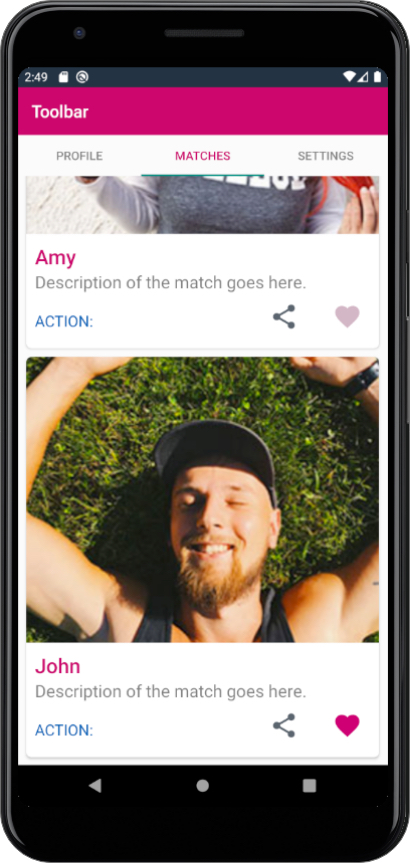 2:49
Toolbar
PROFILE MATCHES SETTINGS
Amy
Description of the match goes here.
ACTION:
John
Description of the match goes here.
ACTION: